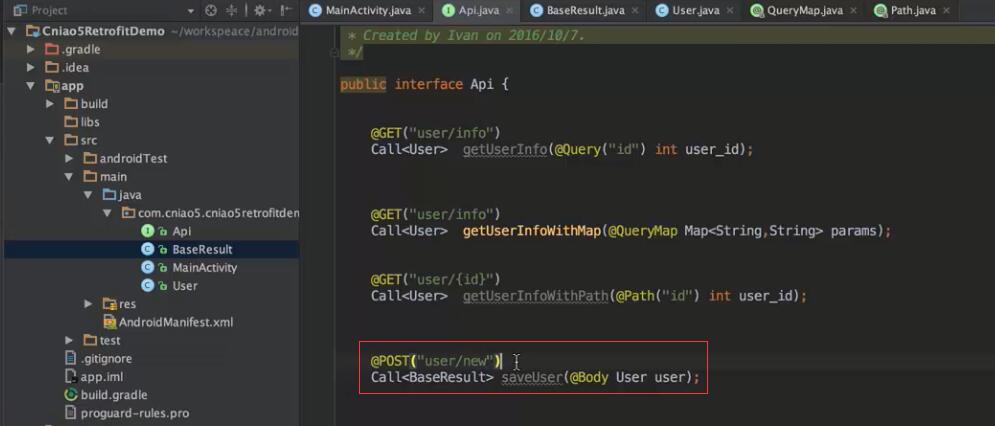 Project
Cniao5RetrofitDemo ~/workspeace/android
.gradle
.idea
app
build
libs
src
androidTest
main
java
com.cniao5.cniao5retrofitdem
Api
BaseResult
MainActivity
User
res
AndroidManifest.xml
test
.gitignore
app.iml
build.gradle
proguard-rules.pro
MainActivity.java
Api.java
BaseResult.java
User.java
QueryMap.java
Path.java
* Created by Ivan on 2016/10/7.
*/
public interface Api {
@GET("user/info")
Call<User> getUserInfo(@Query("id") int user_id);
@GET("user/info")
Call<User> getUserInfoWithMap(@QueryMap Map<String,String> params);
@GET("user/{id}")
Call<User> getUserInfoWithPath(@Path("id") int user_id);
@POST("user/new")
Call<BaseResult> saveUser(@Body User user);